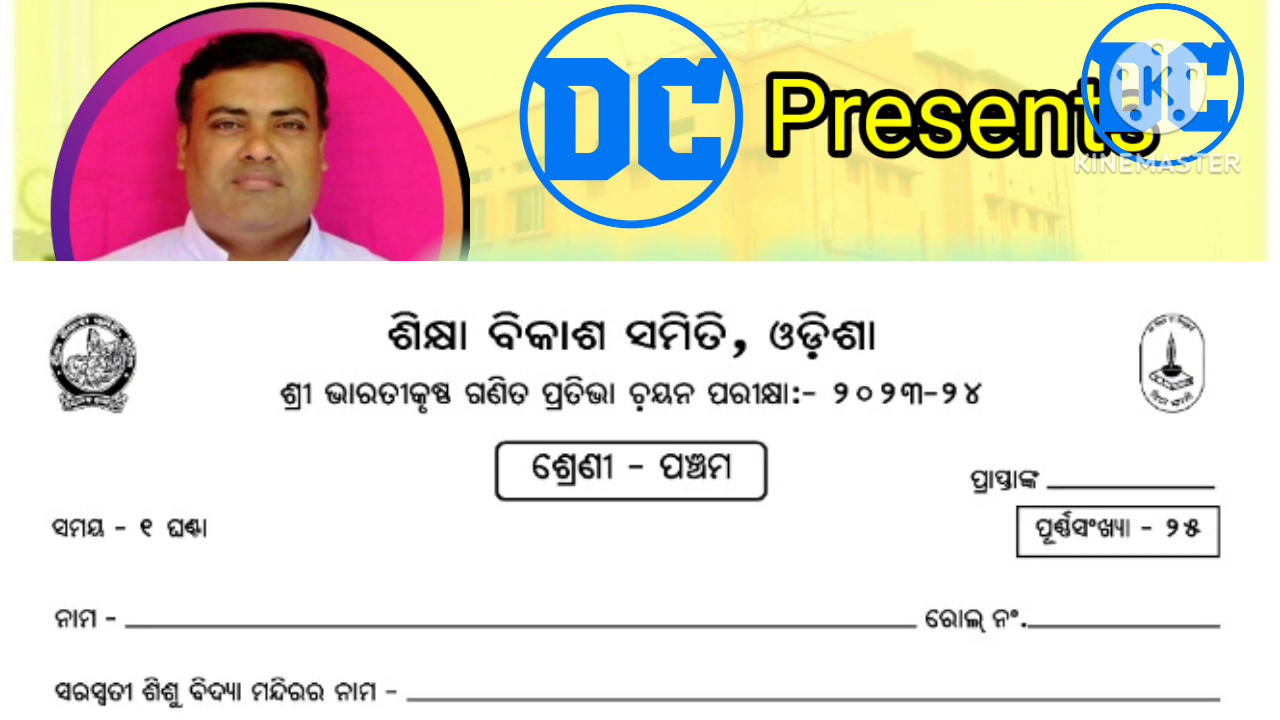 DC Presents
KINEMASTER
ଶିକ୍ଷା ବିକାଶ ସମିତି, ଓଡ଼ିଶା
ଶ୍ରୀ ଭାରତୀକୃଷ୍ଣ ଗଣିତ ପ୍ରତିଭା ଚୟନ ପରୀକ୍ଷା:- ୨୦୨୩-୨୪
ଶ୍ରେଣୀ - ପଞ୍ଚମ
ପ୍ରାପ୍ତାଙ୍କ
ସମୟ - ୧ ଘଣ୍ଟା
ପୂର୍ଣ୍ଣସଂଖ୍ୟା - ୨୫
ନାମ - ରୋଲ୍ ନଂ.
ସରସ୍ୱତୀ ଶିଶୁ ବିଦ୍ୟା ମନ୍ଦିରର ନାମ -